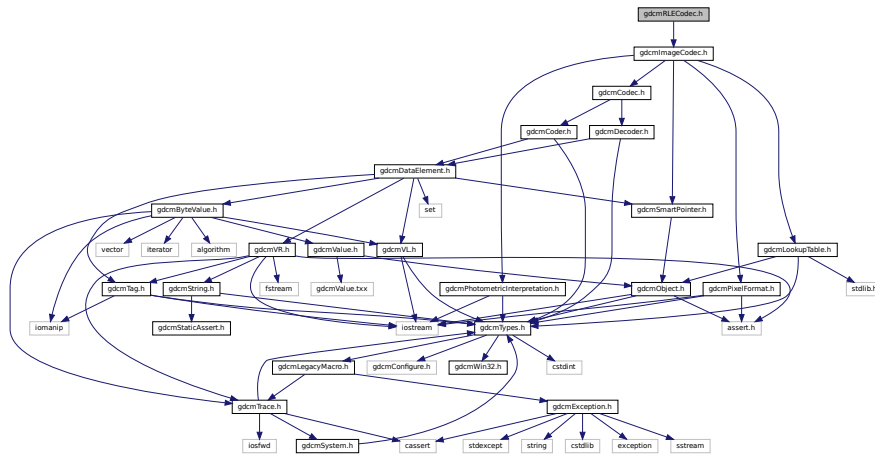 gdcmRLECodec.h
gdcmImageCodec.h
gdcmCodec.h
gdcmCoder.h
gdcmDecoder.h
gdcmDataElement.h
gdcmByteValue.h
set
gdcmSmartPointer.h
vector
iterator
algorithm
gdcmVR.h
gdcmValue.h
gdcmVL.h
gdcmLookupTable.h
gdcmTag.h
gdcmString.h
fstream
gdcmValue.txx
gdcmPhotometricInterpretation.h
gdcmObject.h
gdcmPixelFormat.h
stdlib.h
iomanip
gdcmStaticAssert.h
iostream
gdcmTypes.h
assert.h
gdcmLegacyMacro.h
gdcmConfigure.h
gdcmWin32.h
cstdint
gdcmTrace.h
gdcmException.h
iosfwd
gdcmSystem.h
cassert
stdexcept
string
cstdlib
exception
sstream